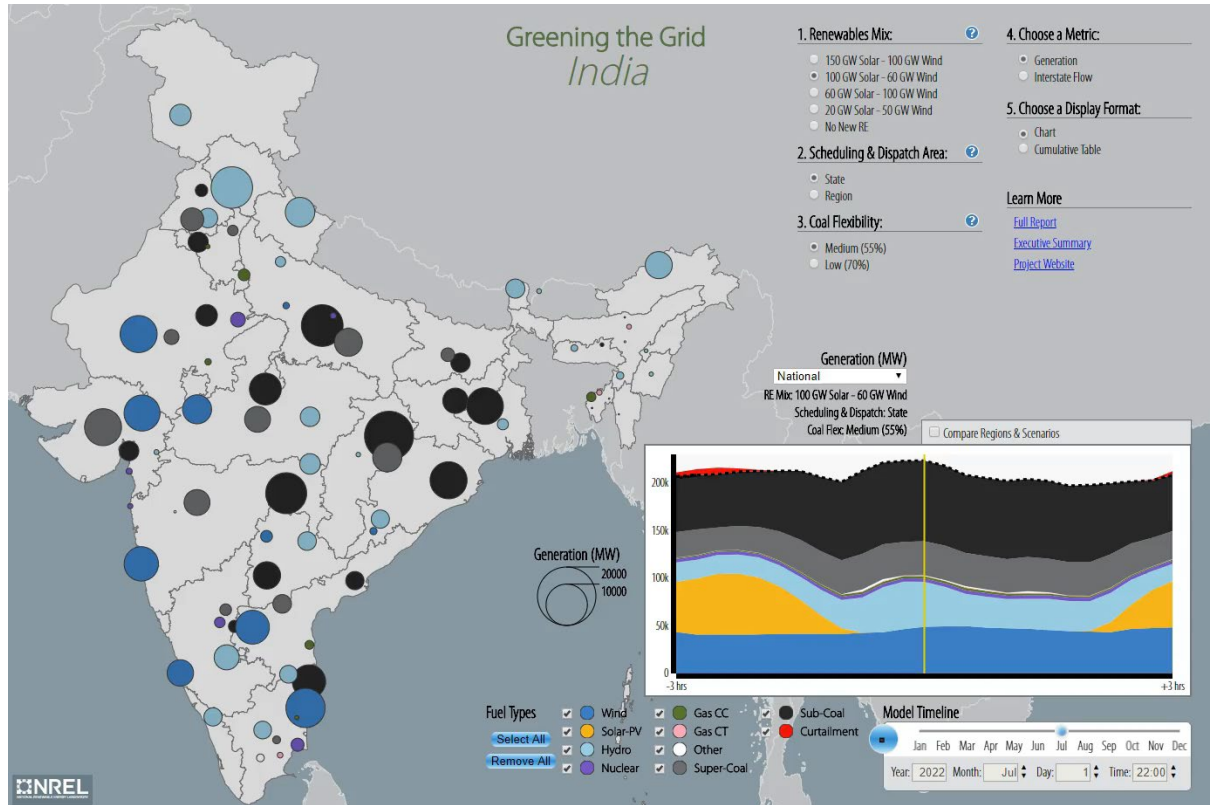 Greening the Grid
India
1. Renewables Mix: ?
150 GW Solar - 100 GW Wind
100 GW Solar - 60 GW Wind
60 GW Solar - 100 GW Wind
20 GW Solar - 50 GW Wind
No New RE
2. Scheduling & Dispatch Area: ?
State
Region
3. Coal Flexibility: ?
Medium (55%)
Low (70%)
4. Choose a Metric:
Generation
Interstate Flow
5. Choose a Display Format:
Chart
Cumulative Table
Learn More
Full Report
Executive Summary
Project Website
Generation (MW)
National
RE Mix: 100 GW Solar - 60 GW Wind
Scheduling & Dispatch: State
Coal Flex: Medium (55%)
Compare Regions & Scenarios
200k
150k
100k
50k
0
-3 hrs
+3 hrs
Generation (MW)
20000
10000
Fuel Types
Select All
Remove All
Wind
Solar-PV
Hydro
Nuclear
Gas CC
Gas CT
Other
Super-Coal
Sub-Coal
Curtailment
Model Timeline
Jan Feb Mar Apr May Jun Jul Aug Sep Oct Nov Dec
Year: 2022 Month: Jul Day: 1 Time: 22:00
NREL